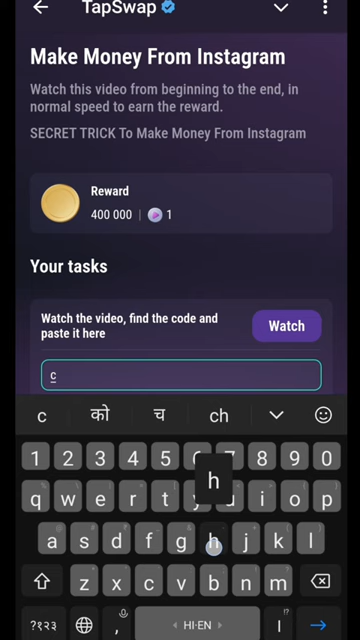 TapSwap
Make Money From Instagram
Watch this video from beginning to the end, in
normal speed to earn the reward.
SECRET TRICK To Make Money From Instagram
Reward
400 000 | 1
Your tasks
Watch the video, find the code and
paste it here
Watch
c
c को च ch
1 2 3 4 5 6 7 8 9 0
h
q w e r t y u i o p
a s d f g h j k l
z x c v b n m
?१२३ , HI·EN । !?